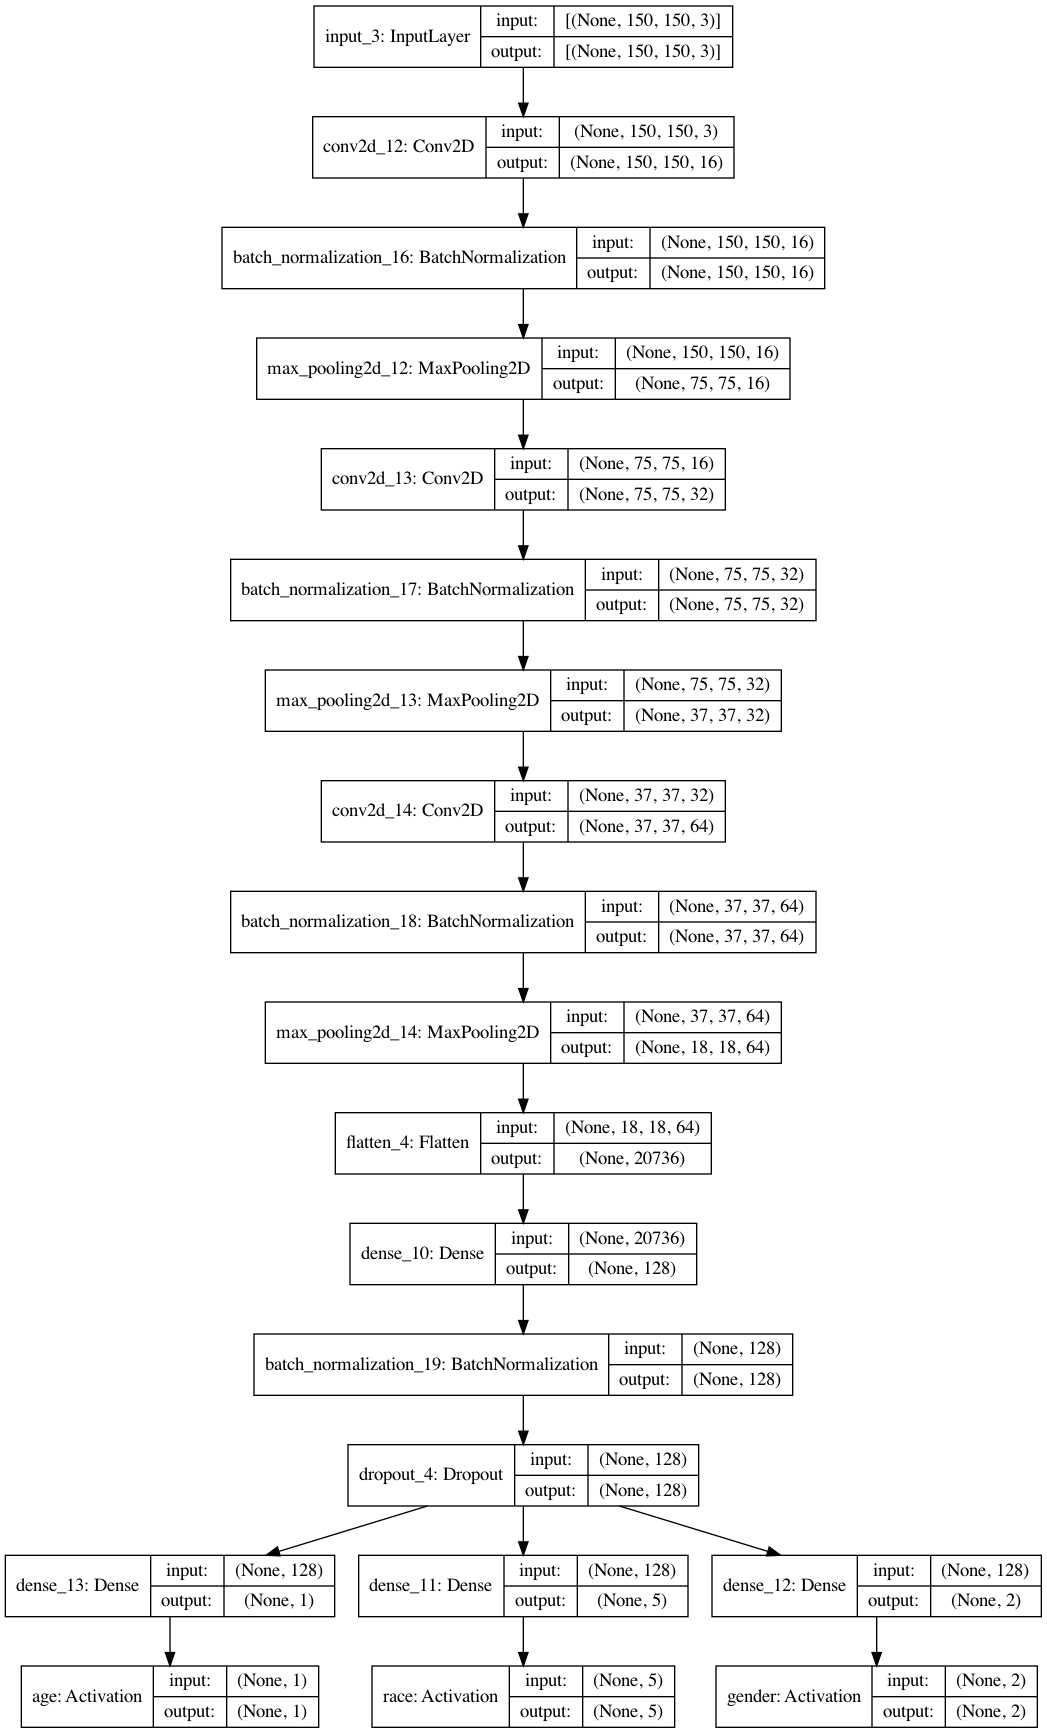 input_3: InputLayer
input: [(None, 150, 150, 3)]
output: [(None, 150, 150, 3)]
conv2d_12: Conv2D
input: (None, 150, 150, 3)
output: (None, 150, 150, 16)
batch_normalization_16: BatchNormalization
input: (None, 150, 150, 16)
output: (None, 150, 150, 16)
max_pooling2d_12: MaxPooling2D
input: (None, 150, 150, 16)
output: (None, 75, 75, 16)
conv2d_13: Conv2D
input: (None, 75, 75, 16)
output: (None, 75, 75, 32)
batch_normalization_17: BatchNormalization
input: (None, 75, 75, 32)
output: (None, 75, 75, 32)
max_pooling2d_13: MaxPooling2D
input: (None, 75, 75, 32)
output: (None, 37, 37, 32)
conv2d_14: Conv2D
input: (None, 37, 37, 32)
output: (None, 37, 37, 64)
batch_normalization_18: BatchNormalization
input: (None, 37, 37, 64)
output: (None, 37, 37, 64)
max_pooling2d_14: MaxPooling2D
input: (None, 37, 37, 64)
output: (None, 18, 18, 64)
flatten_4: Flatten
input: (None, 18, 18, 64)
output: (None, 20736)
dense_10: Dense
input: (None, 20736)
output: (None, 128)
batch_normalization_19: BatchNormalization
input: (None, 128)
output: (None, 128)
dropout_4: Dropout
input: (None, 128)
output: (None, 128)
dense_13: Dense
input: (None, 128)
output: (None, 1)
dense_11: Dense
input: (None, 128)
output: (None, 5)
dense_12: Dense
input: (None, 128)
output: (None, 2)
age: Activation
input: (None, 1)
output: (None, 1)
race: Activation
input: (None, 5)
output: (None, 5)
gender: Activation
input: (None, 2)
output: (None, 2)